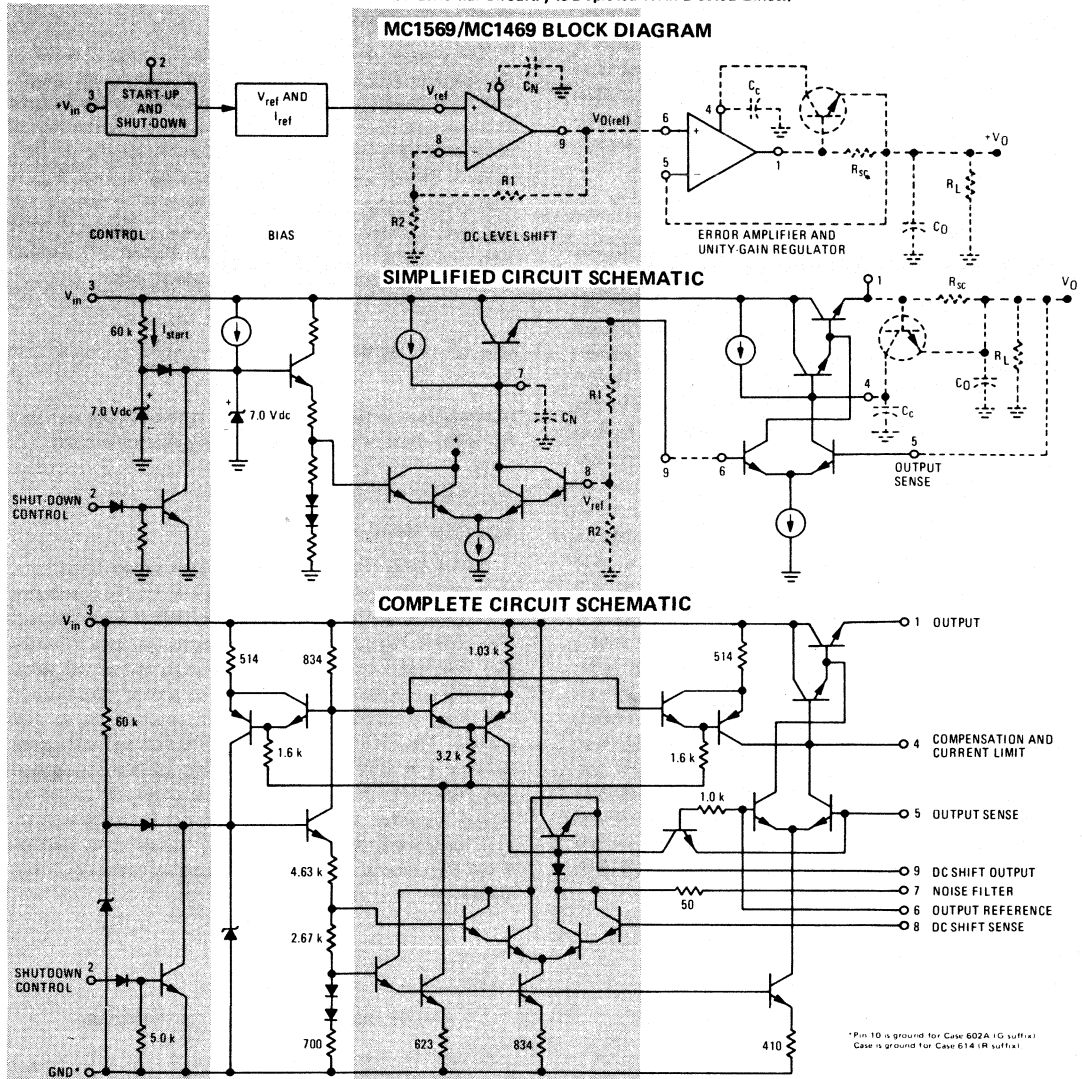 MC1569/MC1469 BLOCK DIAGRAM
2
3
+Vin
START-UP
AND
SHUT-DOWN
Vref AND
Iref
Vref
+
7
CN
8
–
9
VO(ref)
R1
R2
6
+
5
–
4
Cc
1
Rsc
+VO
CO
RL
CONTROL
BIAS
DC LEVEL SHIFT
ERROR AMPLIFIER AND
UNITY-GAIN REGULATOR
SIMPLIFIED CIRCUIT SCHEMATIC
3
Vin
60 k
Istart
+
7.0 Vdc
–
+
7.0 Vdc
SHUT-DOWN
CONTROL
2
+
7
CN
R1
8
Vref
R2
9
6
1
Rsc
VO
RL
CO
4
Cc
5
OUTPUT
SENSE
COMPLETE CIRCUIT SCHEMATIC
3
Vin
60 k
514
834
1.03 k
514
1.6 k
3.2 k
1.6 k
1.0 k
4.63 k
2.67 k
50
1 OUTPUT
4 COMPENSATION AND
CURRENT LIMIT
5 OUTPUT SENSE
9 DC SHIFT OUTPUT
7 NOISE FILTER
6 OUTPUT REFERENCE
8 DC SHIFT SENSE
SHUTDOWN
CONTROL
2
5.0 k
700
623
834
410
GND*
*Pin 10 is ground for Case 602A (G suffix)
Case is ground for Case 614 (R suffix)